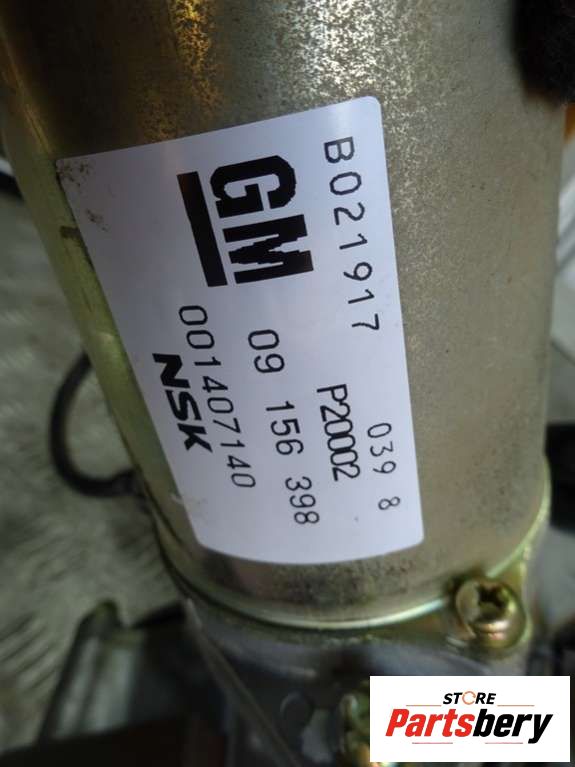 B021917 039 8
P20002
GM 09 156 398
001407140
NSK
STORE
Partsbery